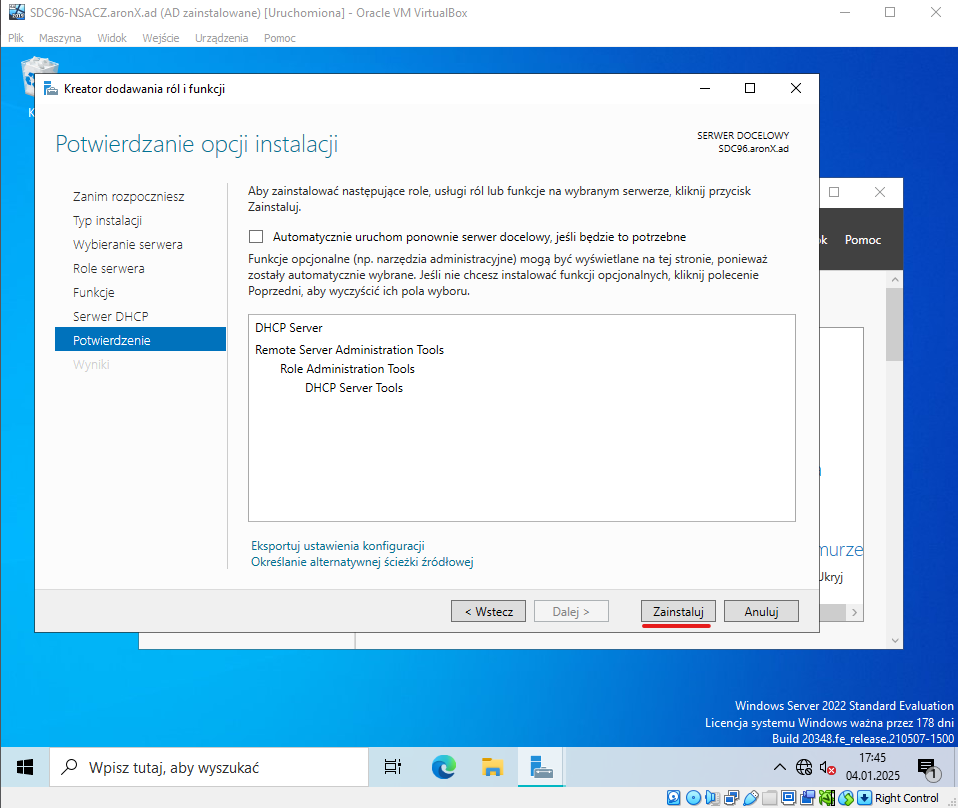 SDC96-NSACZ.aronX.ad (AD zainstalowane) [Uruchomiona] - Oracle VM VirtualBox
Plik Maszyna Widok Wejście Urządzenia Pomoc
Kreator dodawania ról i funkcji
Potwierdzanie opcji instalacji
SERWER DOCELOWY
SDC96.aronX.ad
Zanim rozpoczniesz
Typ instalacji
Wybieranie serwera
Role serwera
Funkcje
Serwer DHCP
Potwierdzenie
Wyniki
Aby zainstalować następujące role, usługi ról lub funkcje na wybranym serwerze, kliknij przycisk
Zainstaluj.
Automatycznie uruchom ponownie serwer docelowy, jeśli będzie to potrzebne
Funkcje opcjonalne (np. narzędzia administracyjne) mogą być wyświetlane na tej stronie, ponieważ
zostały automatycznie wybrane. Jeśli nie chcesz instalować funkcji opcjonalnych, kliknij polecenie
Poprzedni, aby wyczyścić ich pola wyboru.
DHCP Server
Remote Server Administration Tools
Role Administration Tools
DHCP Server Tools
Eksportuj ustawienia konfiguracji
Określanie alternatywnej ścieżki źródłowej
< Wstecz Dalej > Zainstaluj Anuluj
Pomoc
murze
Ukryj
Windows Server 2022 Standard Evaluation
Licencja systemu Windows ważna przez 178 dni
Build 20348.fe_release.210507-1500
Wpisz tutaj, aby wyszukać
17:45
04.01.2025
1
Right Control